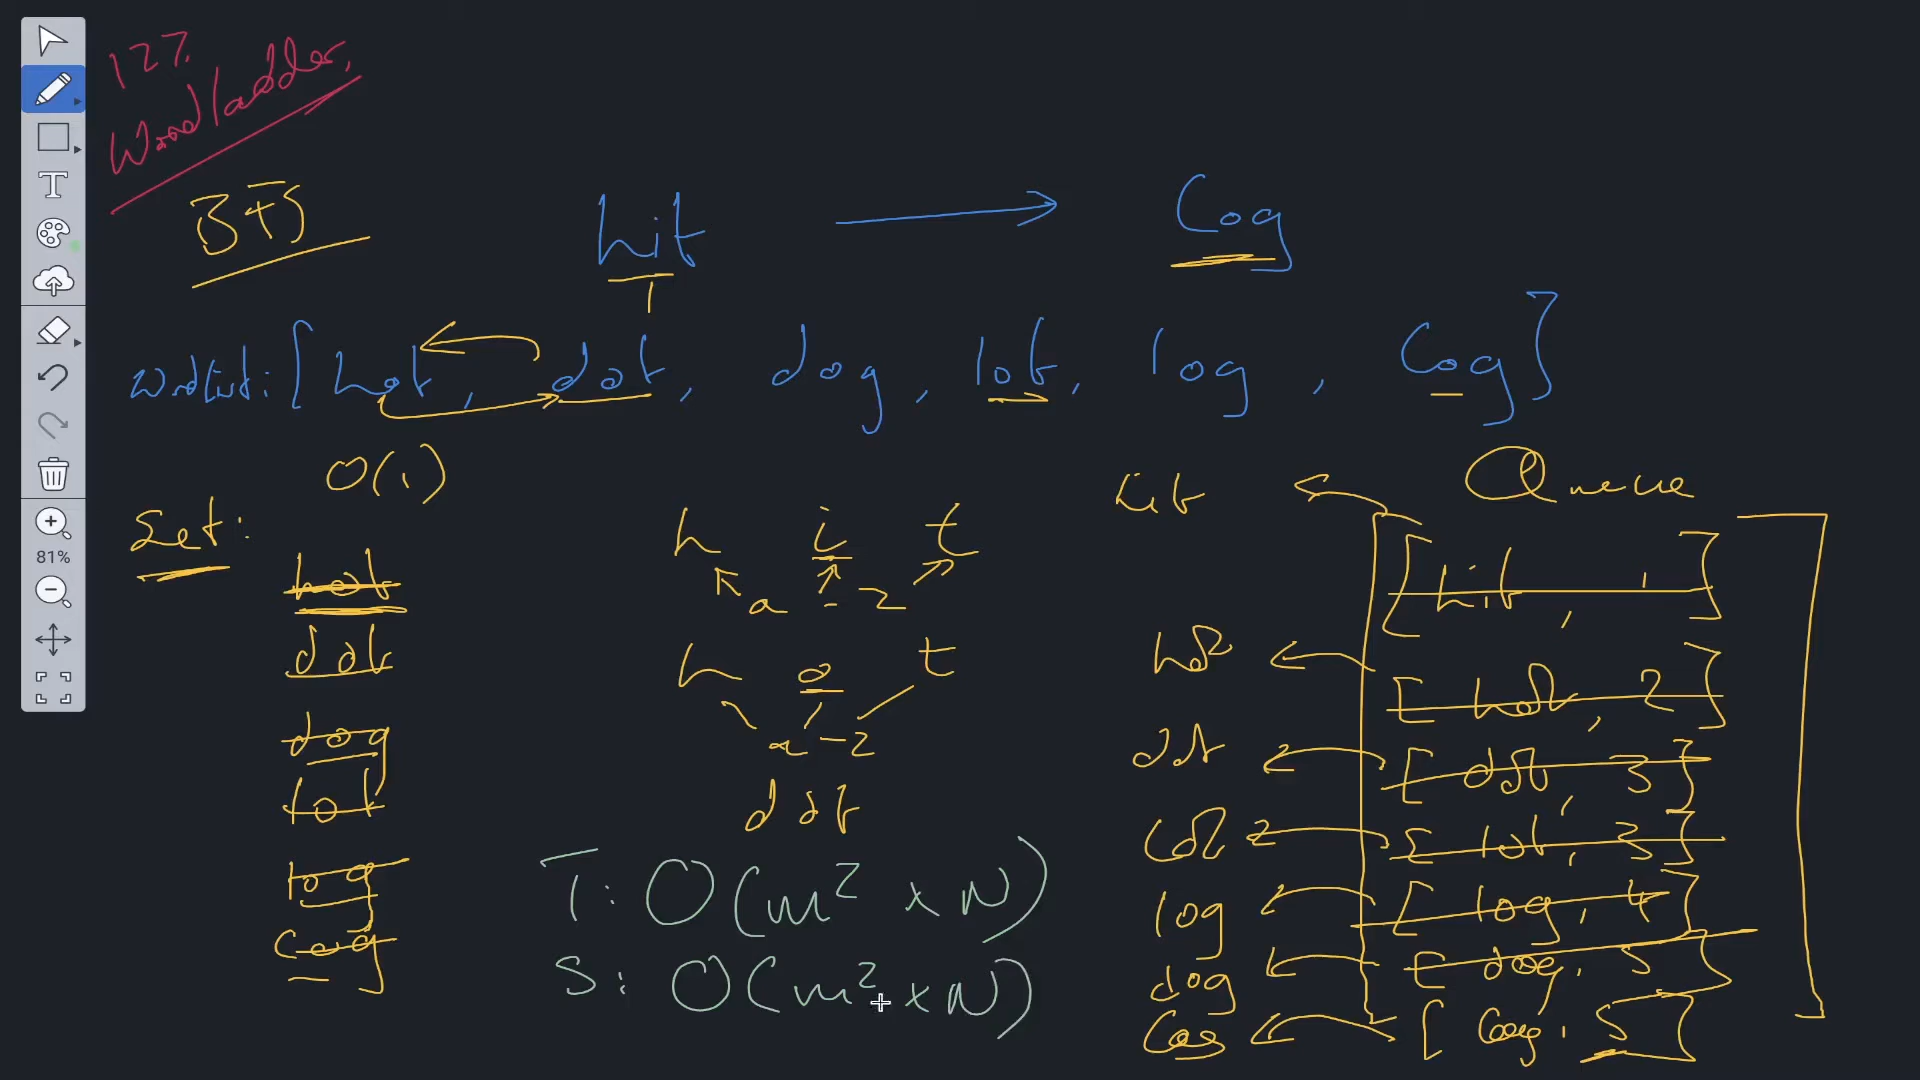 127.
Word ladder.
BFS
hit → Cog
Wordlist: [ hot, dot, dog, lot, log, Cog ]
O(1)
Set:
hot
dot
dog
lot
log
Cog
h i t
a - z
h o t
a - z
dot
T: O(m² x N)
S: O(m² x N)
Queue
hit [ hit, 1 ]
hot [ hot, 2 ]
dot [ dot, 3 ]
lot [ lot, 3 ]
log [ log, 4 ]
dog [ dog, 5 ]
Cog [ Cog, 5 ]
81%